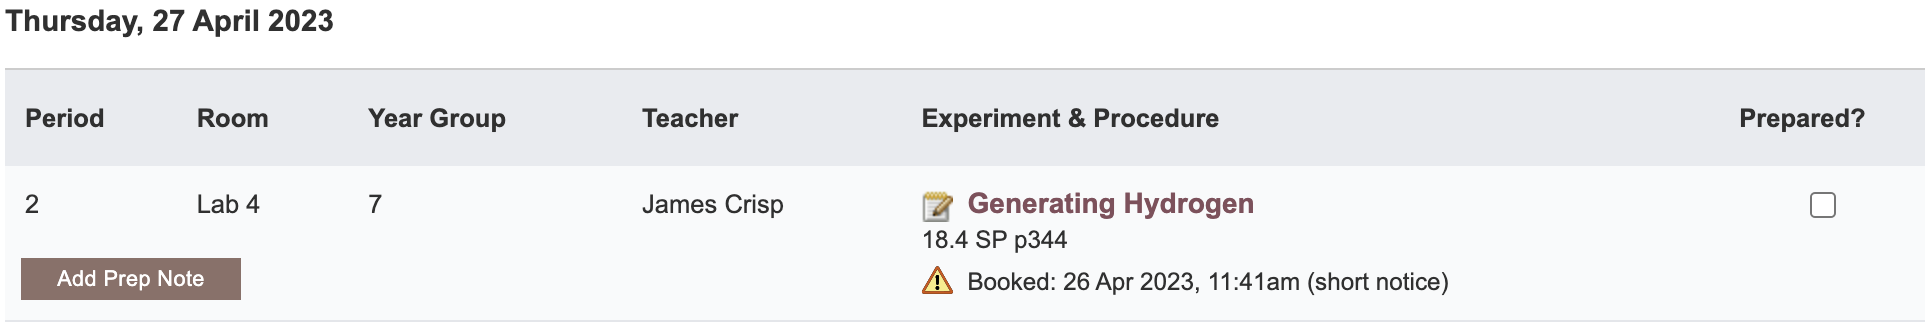 Thursday, 27 April 2023
Period Room Year Group Teacher Experiment & Procedure Prepared?
2 Lab 4 7 James Crisp Generating Hydrogen
18.4 SP p344
Add Prep Note Booked: 26 Apr 2023, 11:41am (short notice)